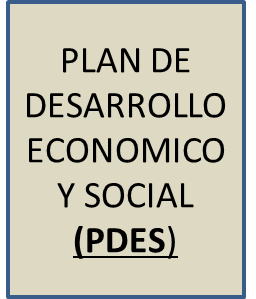 PLAN DE
DESARROLLO
ECONOMICO
Y SOCIAL
(PDES)